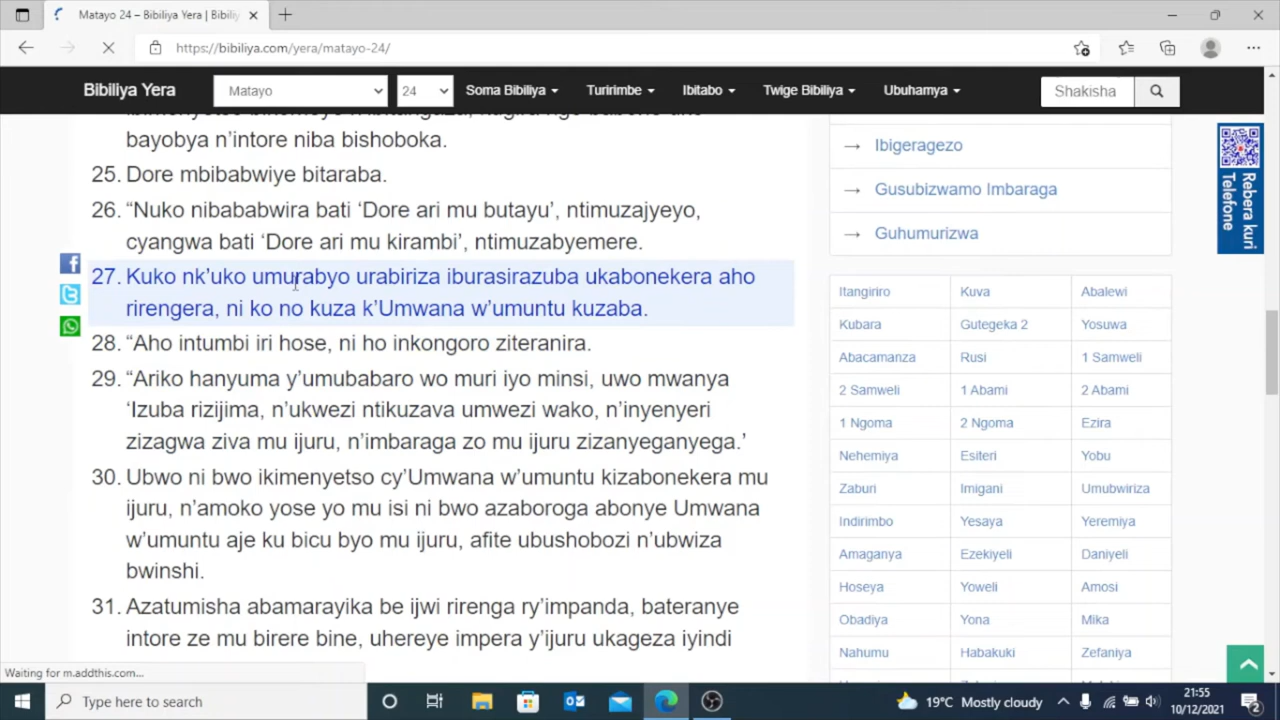 Matayo 24 – Bibiliya Yera | Bibiliy
https://bibiliya.com/yera/matayo-24/
Bibiliya Yera
Matayo
24
Soma Bibiliya
Turirimbe
Ibitabo
Twige Bibiliya
Ubuhamya
Shakisha
bayobya n’intore niba bishoboka.
25. Dore mbibabwiye bitaraba.
26. “Nuko nibababwira bati ‘Dore ari mu butayu’, ntimuzajyeyo,
cyangwa bati ‘Dore ari mu kirambi’, ntimuzabyemere.
27. Kuko nk’uko umurabyo urabiriza iburasirazuba ukabonekera aho
rirengera, ni ko no kuza k’Umwana w’umuntu kuzaba.
28. “Aho intumbi iri hose, ni ho inkongoro ziteranira.
29. “Ariko hanyuma y’umubabaro wo muri iyo minsi, uwo mwanya
‘Izuba rizijima, n’ukwezi ntikuzava umwezi wako, n’inyenyeri
zizagwa ziva mu ijuru, n’imbaraga zo mu ijuru zizanyeganyega.’
30. Ubwo ni bwo ikimenyetso cy’Umwana w’umuntu kizabonekera mu
ijuru, n’amoko yose yo mu isi ni bwo azaboroga abonye Umwana
w’umuntu aje ku bicu byo mu ijuru, afite ubushobozi n’ubwiza
bwinshi.
31. Azatumisha abamarayika be ijwi rirenga ry’impanda, bateranye
intore ze mu birere bine, uhereye impera y’ijuru ukageza iyindi
→ Ibigeragezo
→ Gusubizwamo Imbaraga
→ Guhumurizwa
Itangiriro Kuva Abalewi
Kubara Gutegeka 2 Yosuwa
Abacamanza Rusi 1 Samweli
2 Samweli 1 Abami 2 Abami
1 Ngoma 2 Ngoma Ezira
Nehemiya Esiteri Yobu
Zaburi Imigani Umubwiriza
Indirimbo Yesaya Yeremiya
Amaganya Ezekiyeli Daniyeli
Hoseya Yoweli Amosi
Obadiya Yona Mika
Nahumu Habakuki Zefaniya
Rebera kuri
Telefone
Waiting for m.addthis.com...
Type here to search
19°C Mostly cloudy
21:55
10/12/2021
2